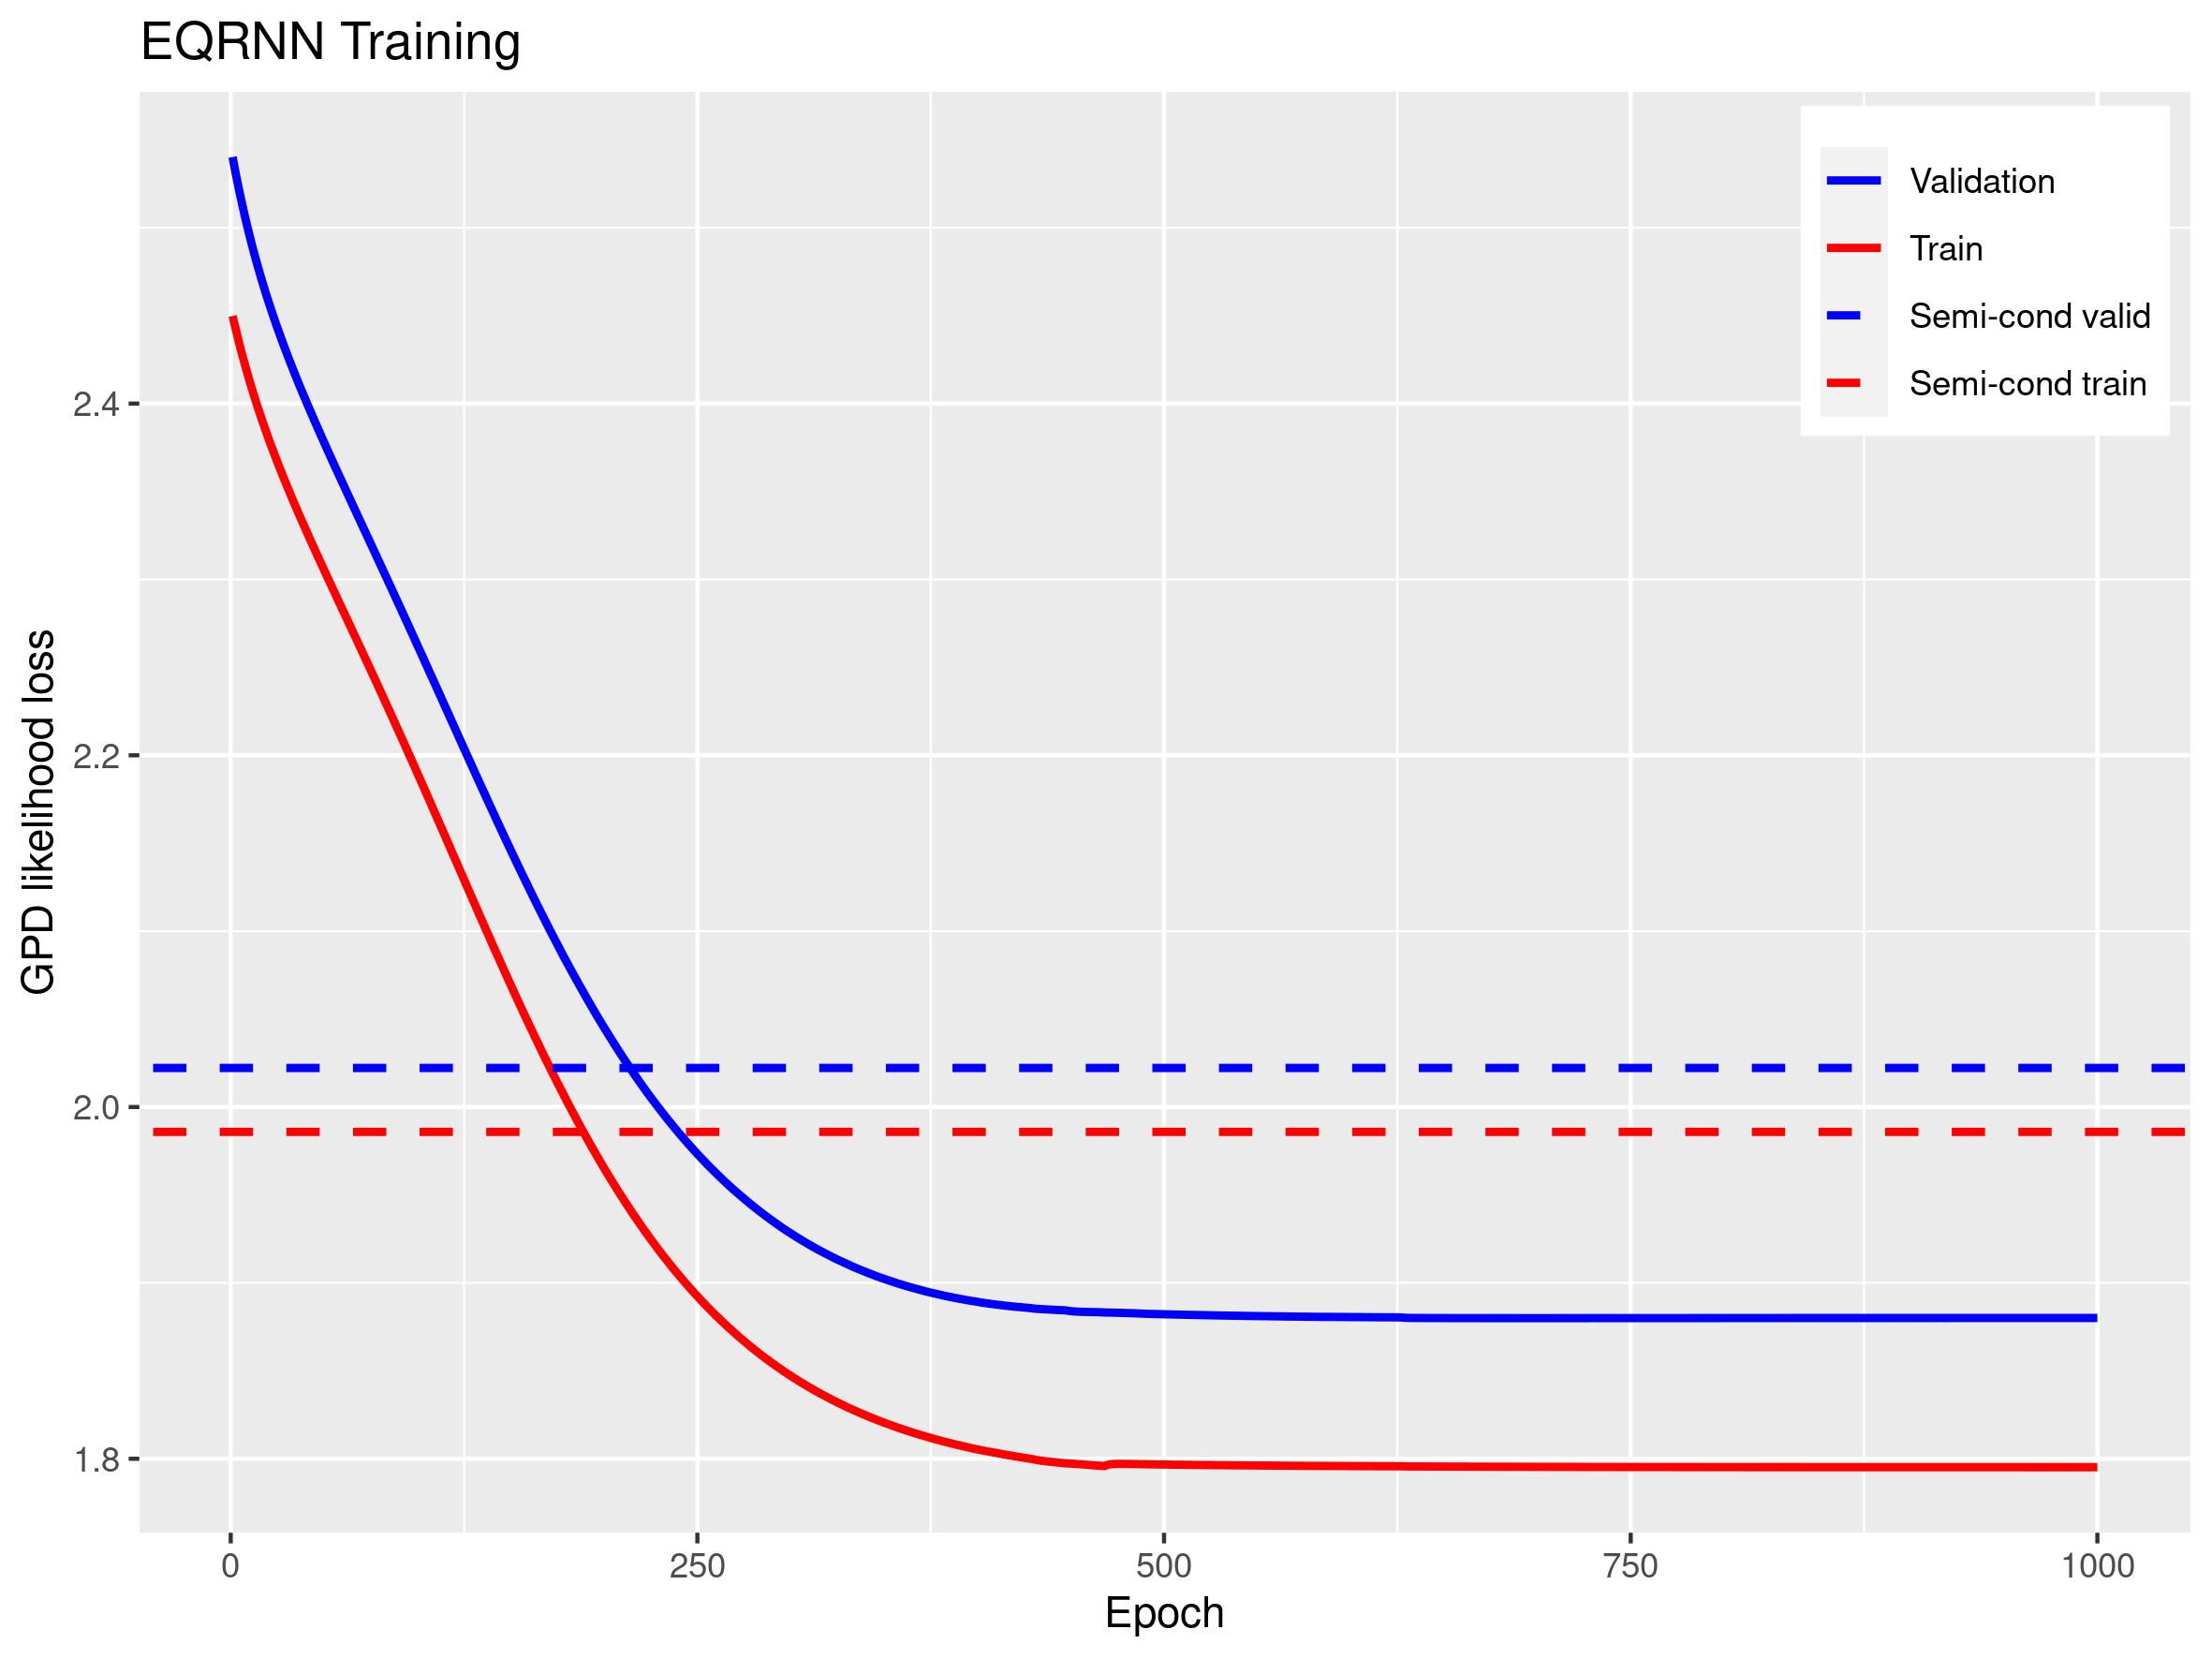 EQRNN Training
Validation
Train
Semi-cond valid
Semi-cond train
GPD likelihood loss
2.4
2.2
2.0
1.8
0 250 500 750 1000
Epoch